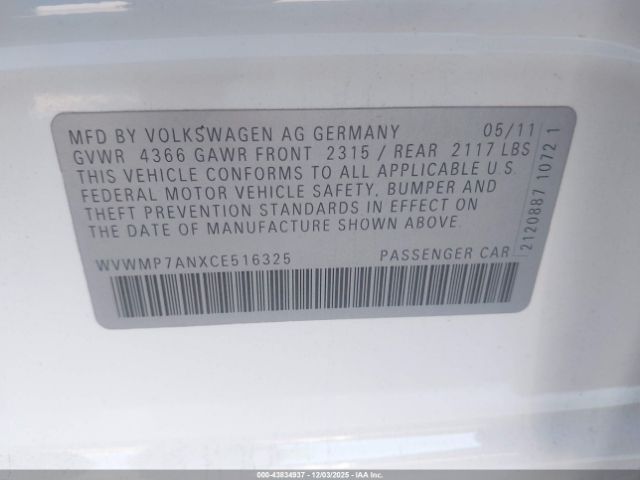 MFD BY VOLKSWAGEN AG GERMANY 05/11
GVWR 4366 GAWR FRONT 2315 / REAR 2117 LBS
THIS VEHICLE CONFORMS TO ALL APPLICABLE U.S.
FEDERAL MOTOR VEHICLE SAFETY, BUMPER AND
THEFT PREVENTION STANDARDS IN EFFECT ON
THE DATE OF MANUFACTURE SHOWN ABOVE.
WVWMP7ANXCE516325 PASSENGER CAR
2120887 1072 1
000-43834937 - 12/03/2025 - IAA, Inc.